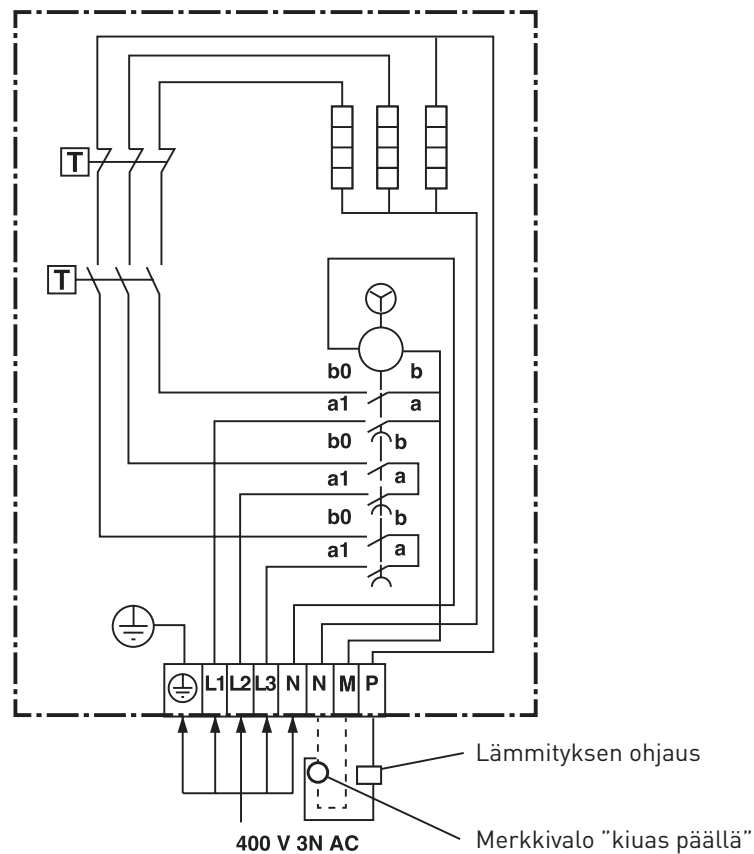 T
T
b0 b
a1 a
b0 b
a1 a
b0 b
a1 a
L1 L2 L3 N N M P
Lämmityksen ohjaus
400 V 3N AC
Merkkivalo ”kiuas päällä”